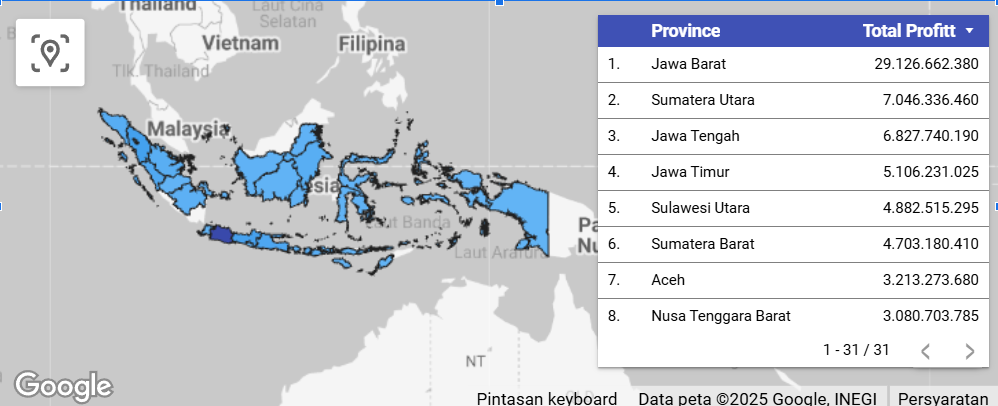 Thailand
Laut Cina
Selatan
Vietnam
Filipina
Tlk. Thailand
Malaysia
esia
Laut Banda
Laut Arafura
Pa
Nu
NT
Google
Province Total Profitt
1. Jawa Barat 29.126.662.380
2. Sumatera Utara 7.046.336.460
3. Jawa Tengah 6.827.740.190
4. Jawa Timur 5.106.231.025
5. Sulawesi Utara 4.882.515.295
6. Sumatera Barat 4.703.180.410
7. Aceh 3.213.273.680
8. Nusa Tenggara Barat 3.080.703.785
1 - 31 / 31
Pintasan keyboard Data peta ©2025 Google, INEGI Persyaratan